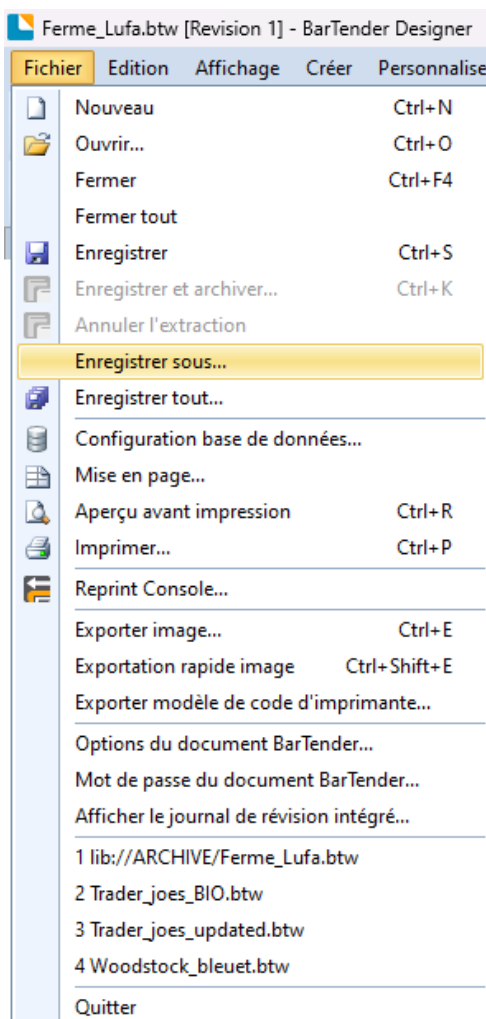 Ferme_Lufa.btw [Revision 1] - BarTender Designer
Fichier Edition Affichage Créer Personnalise
Nouveau Ctrl+N
Ouvrir... Ctrl+O
Fermer Ctrl+F4
Fermer tout
Enregistrer Ctrl+S
Enregistrer et archiver... Ctrl+K
Annuler l'extraction
Enregistrer sous...
Enregistrer tout...
Configuration base de données...
Mise en page...
Aperçu avant impression Ctrl+R
Imprimer... Ctrl+P
Reprint Console...
Exporter image... Ctrl+E
Exportation rapide image Ctrl+Shift+E
Exporter modèle de code d'imprimante...
Options du document BarTender...
Mot de passe du document BarTender...
Afficher le journal de révision intégré...
1 lib://ARCHIVE/Ferme_Lufa.btw
2 Trader_joes_BIO.btw
3 Trader_joes_updated.btw
4 Woodstock_bleuet.btw
Quitter